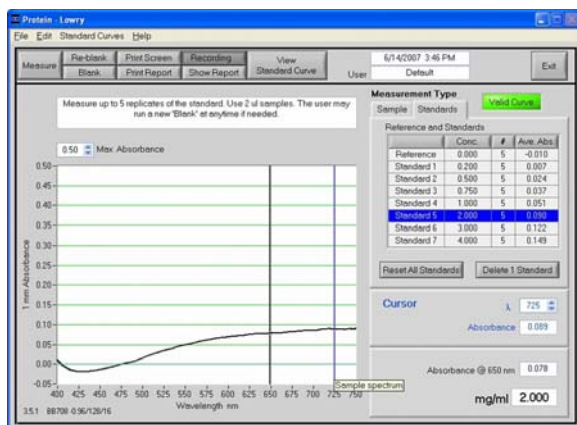 Protein - Lowry
File Edit Standard Curves Help
Measure Re-blank Print Screen Recording View Standard Curve 6/14/2007 3:46 PM Exit
Blank Print Report Show Report User Default
Measure up to 5 replicates of the standard. Use 2 ul samples. The user may
run a new 'Blank' at anytime if needed.
Measurement Type
Sample Standards Valid Curve
Reference and Standards
Conc. # Ave. Abs
Reference 0.000 5 -0.010
Standard 1 0.200 5 0.007
Standard 2 0.500 5 0.024
Standard 3 0.750 5 0.037
Standard 4 1.000 5 0.051
Standard 5 2.000 5 0.090
Standard 6 3.000 5 0.122
Standard 7 4.000 5 0.149
Reset All Standards Delete 1 Standard
0.50 Max Absorbance
1 mm Absorbance
0.50
0.45
0.40
0.35
0.30
0.25
0.20
0.15
0.10
0.05
0.00
-0.05
400 425 450 475 500 525 550 575 600 625 650 675 700 725 750
Wavelength nm
Sample spectrum
3.5.1 BB708 0.96/128/16
Cursor λ 725
Absorbance 0.089
Absorbance @ 650 nm 0.078
mg/ml 2.000